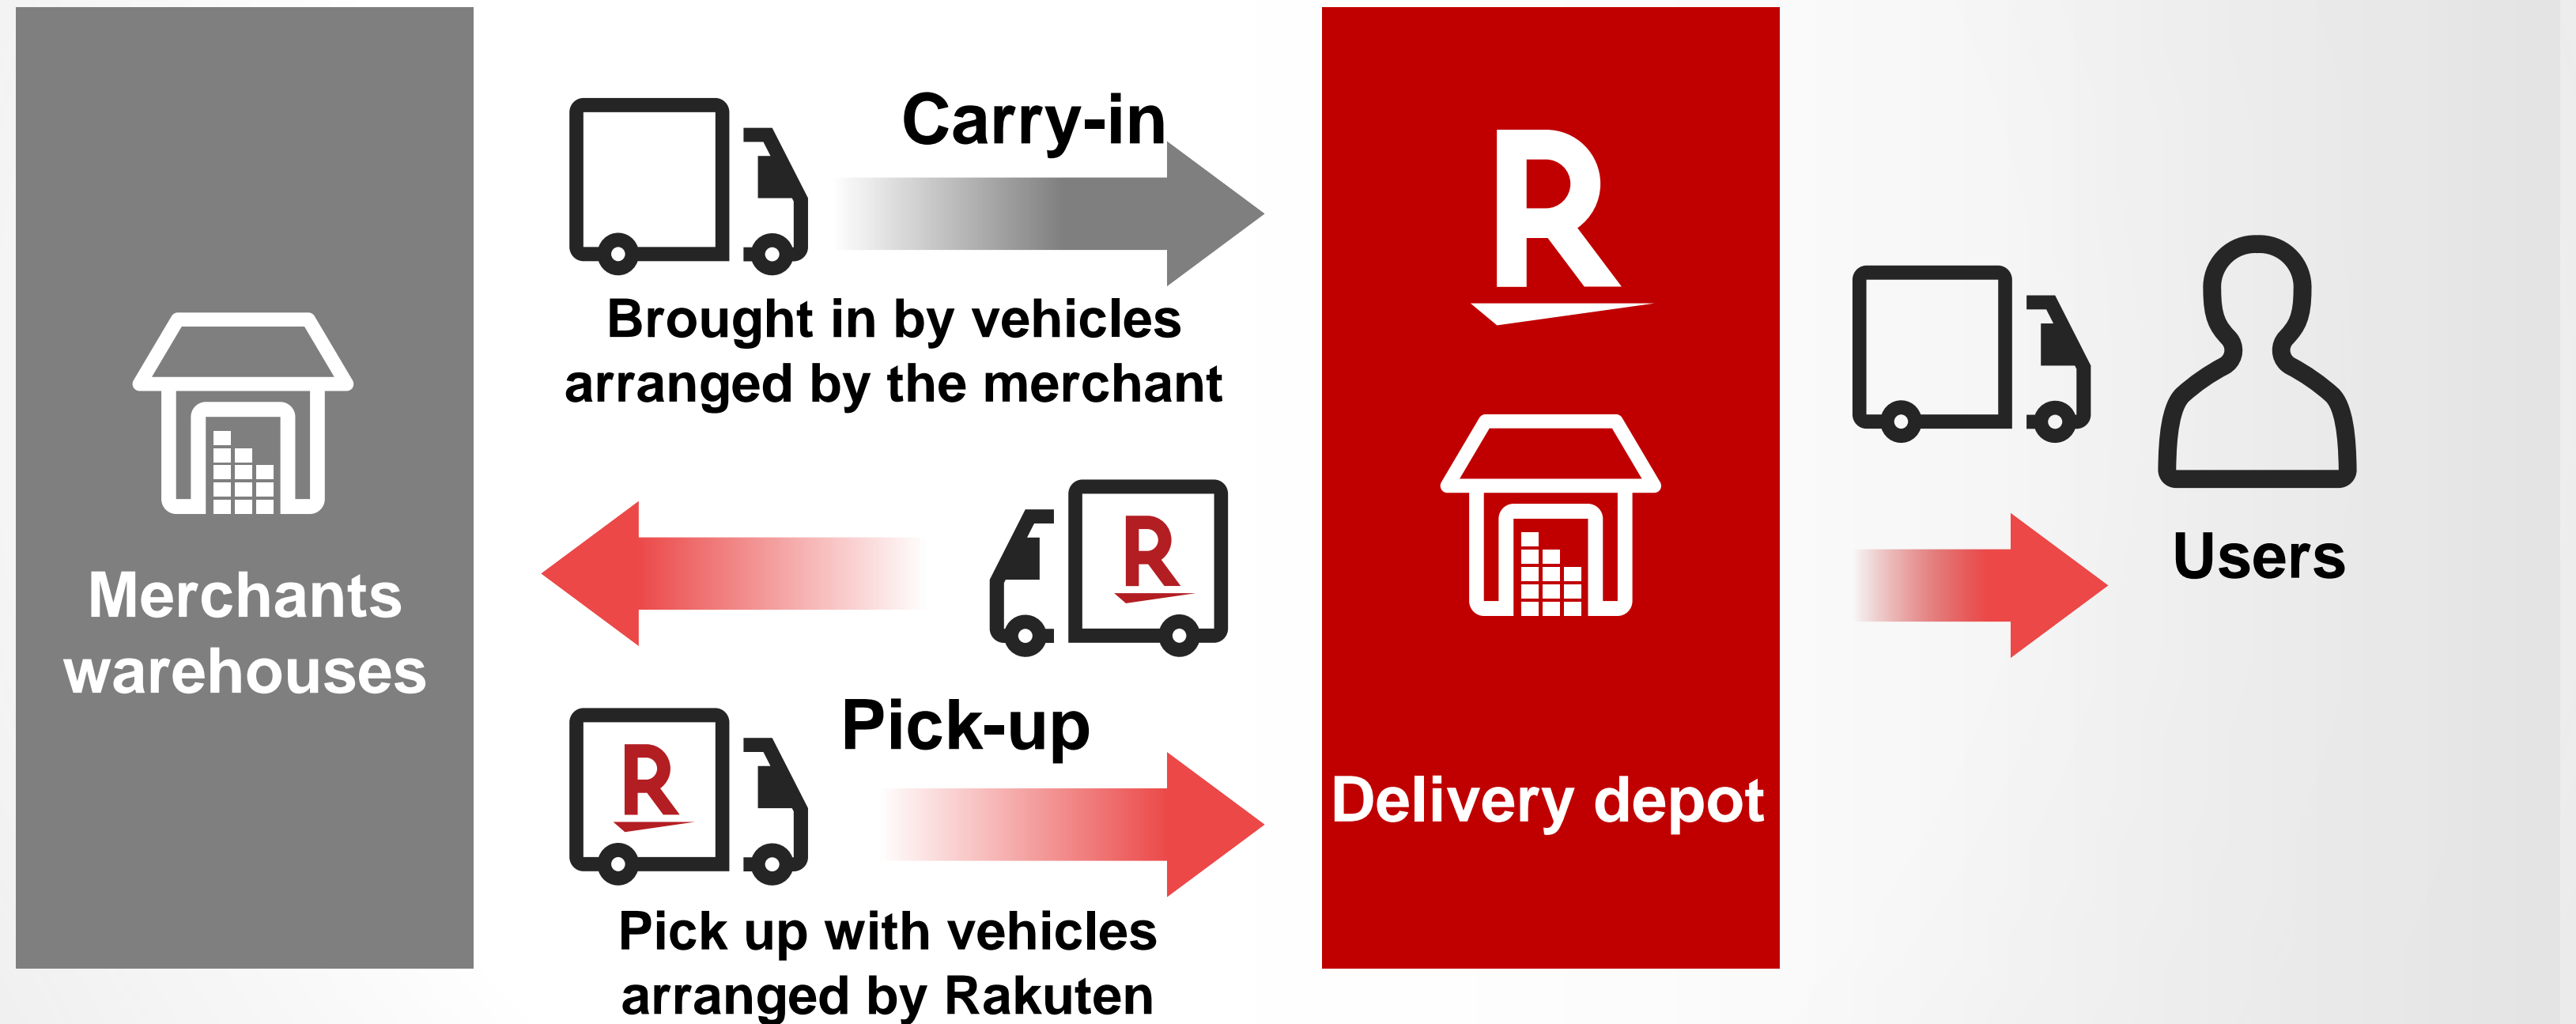 Merchants
warehouses
Carry-in
Brought in by vehicles
arranged by the merchant
R
Pick-up
R
Pick up with vehicles
arranged by Rakuten
R
Delivery depot
Users